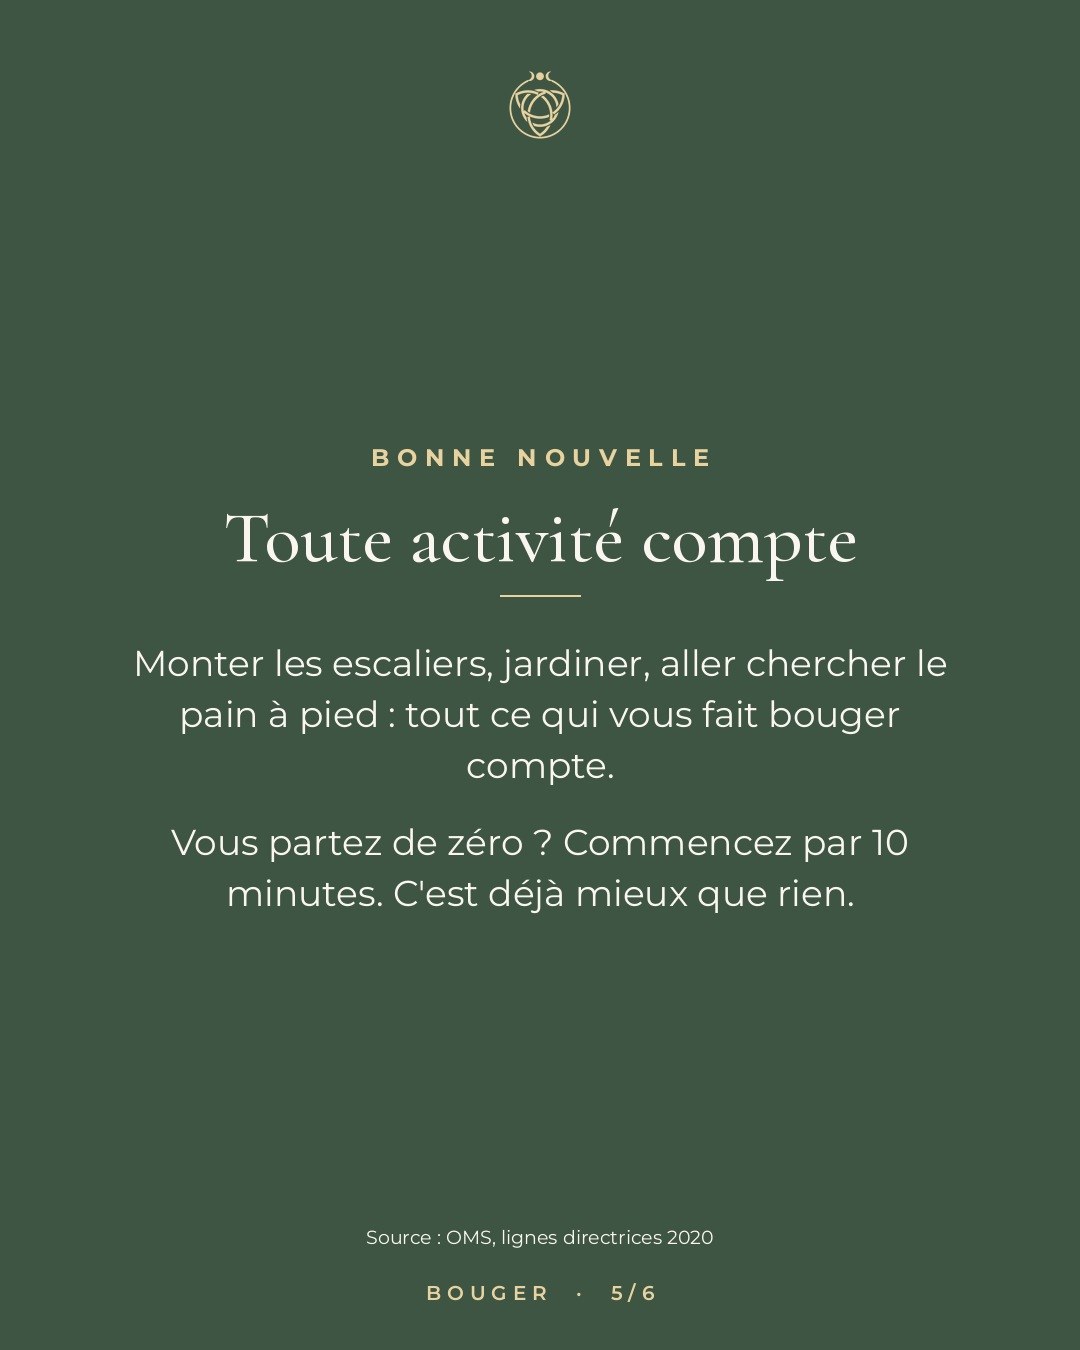 BONNE NOUVELLE
Toute activité compte
Monter les escaliers, jardiner, aller chercher le
pain à pied : tout ce qui vous fait bouger
compte.
Vous partez de zéro ? Commencez par 10
minutes. C'est déjà mieux que rien.
Source : OMS, lignes directrices 2020
BOUGER · 5/6